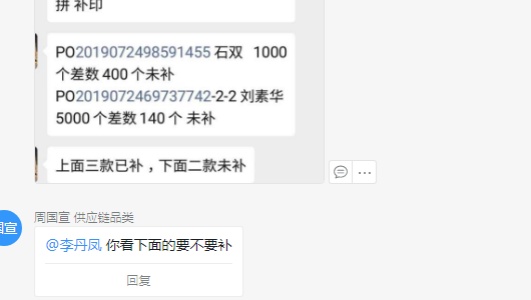 拼 补印
PO2019072498591455 石双 1000
个差数 400 个未补
PO2019072469737742-2-2 刘素华
5000 个差数 140 个 未补
上面三款已补，下面二款未补
周国宣 供应链品类
国宣
@李丹凤 你看下面的要不要补
回复